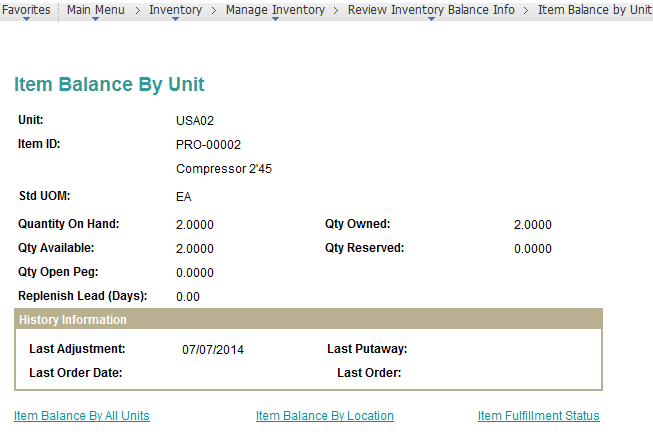 Favorites Main Menu > Inventory > Manage Inventory > Review Inventory Balance Info > Item Balance by Unit
Item Balance By Unit
Unit: USA02
Item ID: PRO-00002
Compressor 2'45
Std UOM: EA
Quantity On Hand: 2.0000 Qty Owned: 2.0000
Qty Available: 2.0000 Qty Reserved: 0.0000
Qty Open Peg: 0.0000
Replenish Lead (Days): 0.00
History Information
Last Adjustment: 07/07/2014 Last Putaway:
Last Order Date: Last Order:
Item Balance By All Units Item Balance By Location Item Fulfillment Status